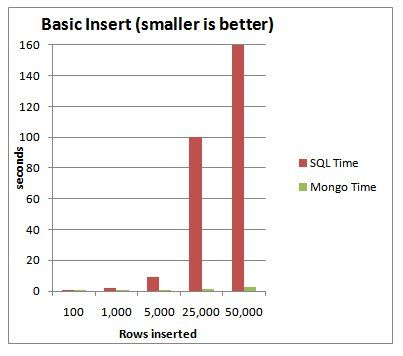 Basic Insert (smaller is better)
160
140
120
100
80
60
40
20
0
seconds
100 1,000 5,000 25,000 50,000
Rows inserted
SQL Time
Mongo Time